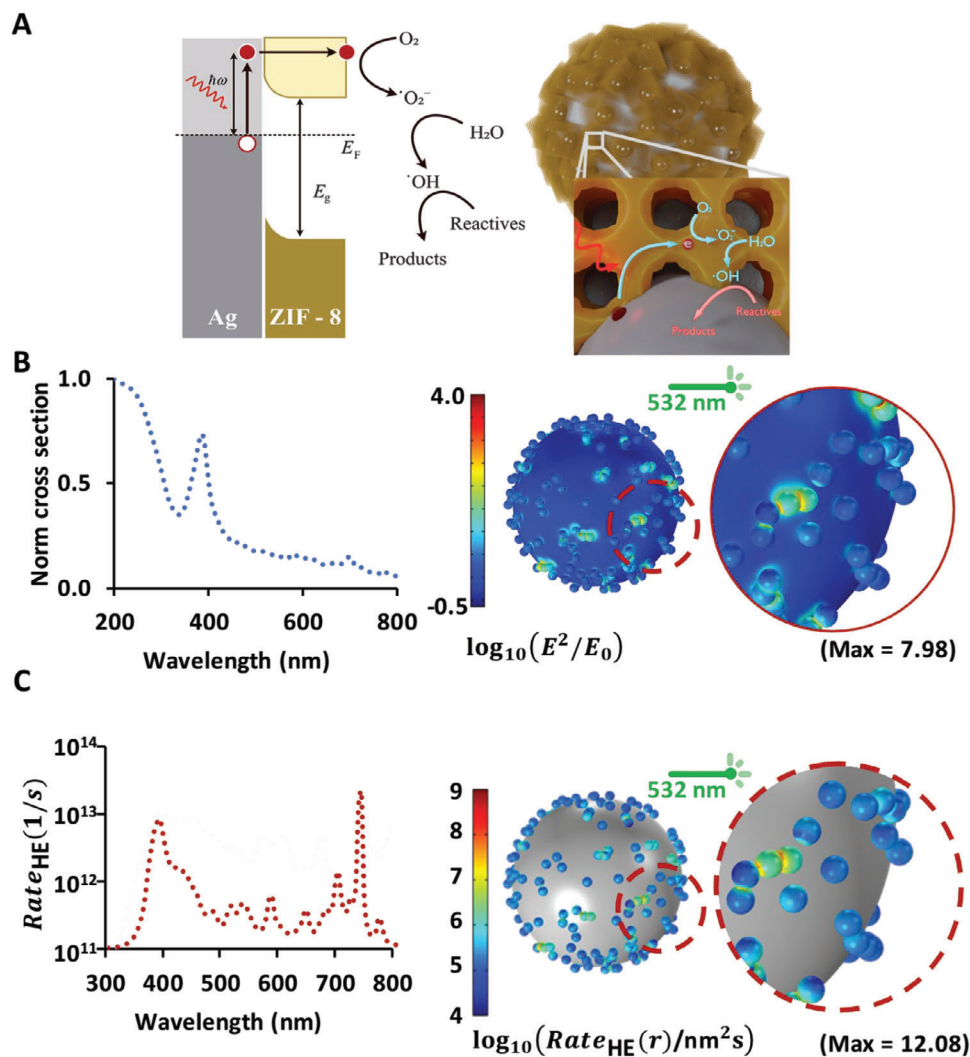 A
ħω
O₂
·O₂⁻
H₂O
E_F
·OH
E_g
Reactives
Products
Ag
ZIF - 8
O₂
e
·O₂⁻
H₂O
·OH
Reactives
Products
B
Norm cross section
1.0
0.5
0.0
200 400 600 800
Wavelength (nm)
4.0
-0.5
log₁₀(E²/E₀)
532 nm
(Max = 7.98)
C
Rate_HE(1/s)
10¹⁴
10¹³
10¹²
10¹¹
300 400 500 600 700 800
Wavelength (nm)
9
8
7
6
5
4
log₁₀(Rate_HE(r)/nm²s)
532 nm
(Max = 12.08)